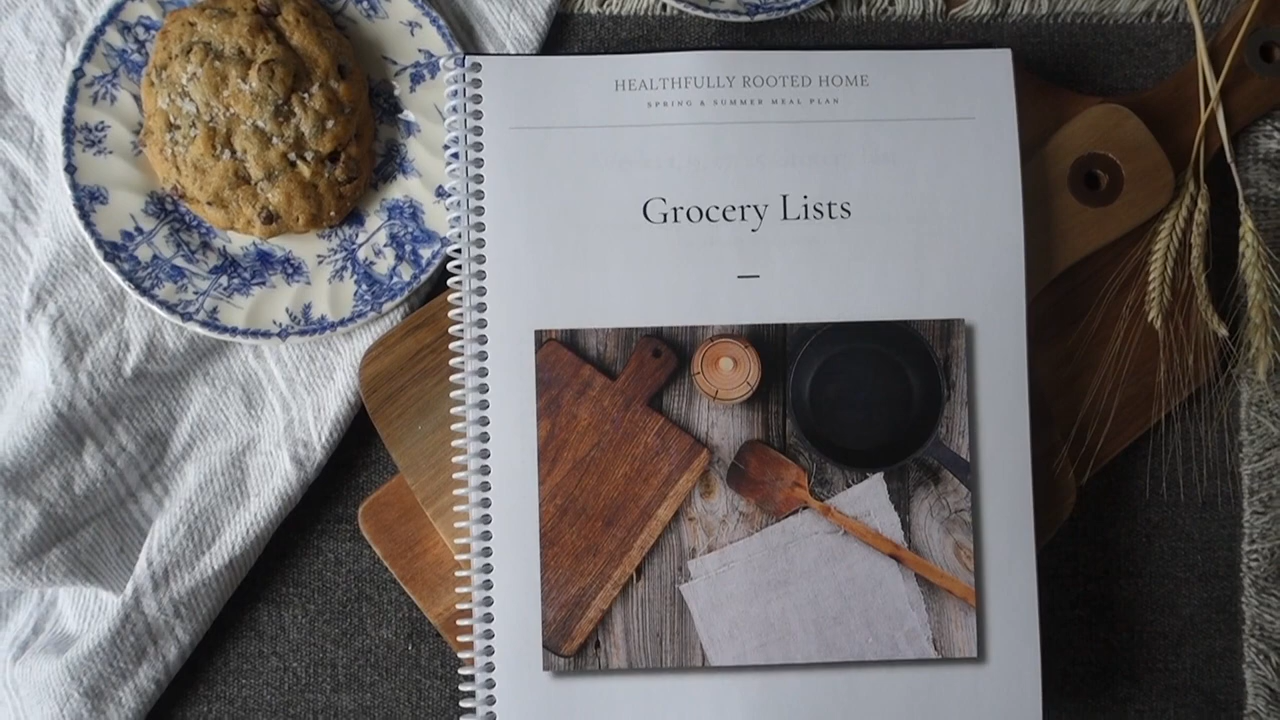 HEALTHFULLY ROOTED HOME
SPRING & SUMMER MEAL PLAN
Grocery Lists